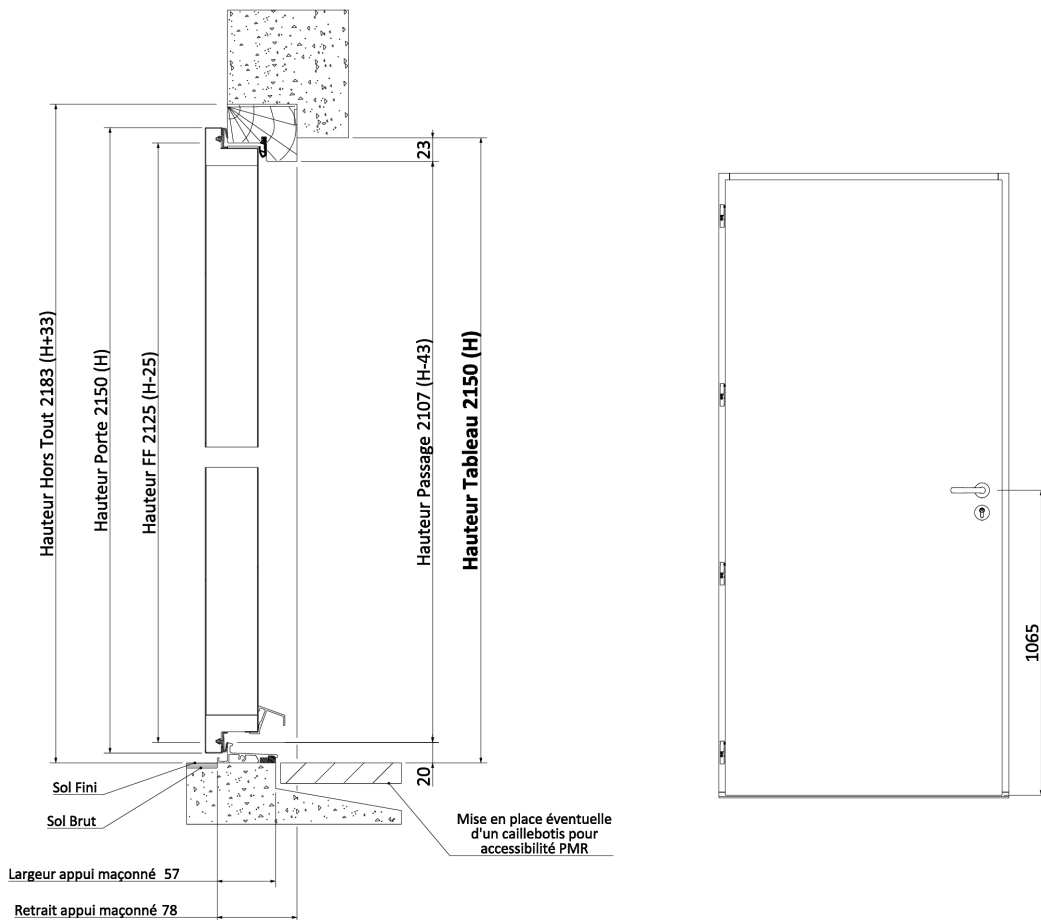 23
Hauteur Hors Tout 2183 (H+33)
Hauteur Porte 2150 (H)
Hauteur FF 2125 (H-25)
Hauteur Passage 2107 (H-43)
Hauteur Tableau 2150 (H)
1065
20
Sol Fini
Sol Brut
Mise en place éventuelle
d'un caillebotis pour
accessibilité PMR
Largeur appui maçonné 57
Retrait appui maçonné 78